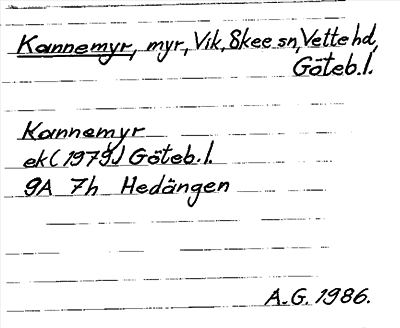 Kannemyr, myr, Vik, Skee sn, Vette hd,
Göteb.l.
Kannemyr
ek (1979) Göteb.l.
9A 7h Hedängen
A.G. 1986.